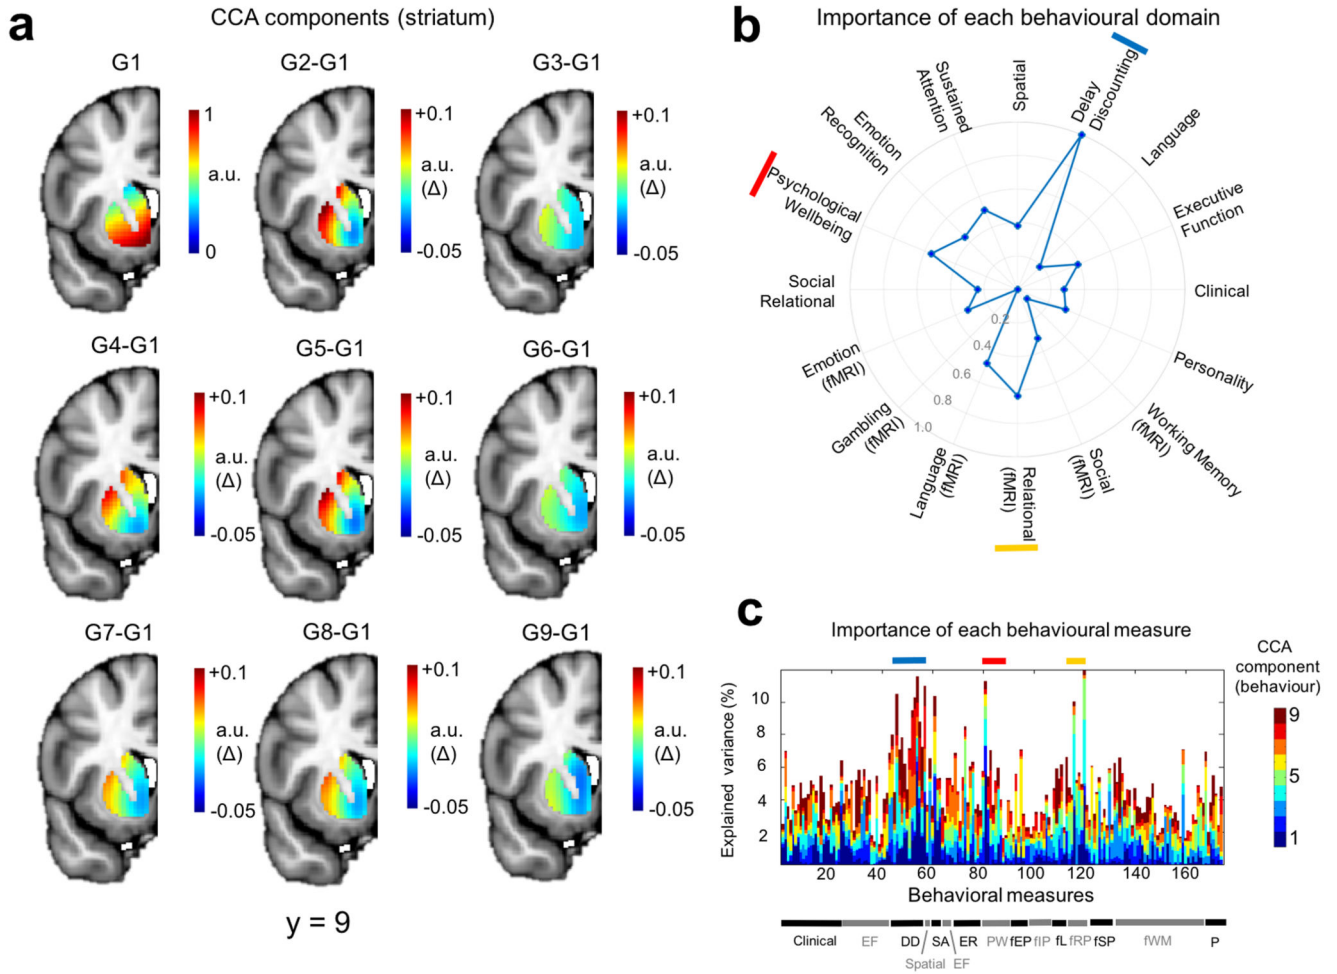 a
CCA components (striatum)
G1
G2-G1
G3-G1
1
a.u.
0
+0.1
a.u.
(Δ)
-0.05
+0.1
a.u.
(Δ)
-0.05
G4-G1
G5-G1
G6-G1
+0.1
a.u.
(Δ)
-0.05
+0.1
a.u.
(Δ)
-0.05
+0.1
a.u.
(Δ)
-0.05
G7-G1
G8-G1
G9-G1
+0.1
a.u.
(Δ)
-0.05
+0.1
a.u.
(Δ)
-0.05
+0.1
a.u.
(Δ)
-0.05
y = 9
b
Importance of each behavioural domain
Spatial
Delay
Discounting
Language
Executive
Function
Clinical
Personality
Working Memory
(fMRI)
Social
(fMRI)
Relational
(fMRI)
Language
(fMRI)
Gambling
(fMRI)
Emotion
(fMRI)
Social
Relational
Psychological
Wellbeing
Emotion
Recognition
Sustained
Attention
0.2
0.4
0.6
0.8
1.0
c
Importance of each behavioural measure
Explained variance (%)
10
8
6
4
2
20 40 60 80 100 120 140 160
Behavioral measures
Clinical EF DD SA ER PW fEP fIP fL fRP fSP fWM P
Spatial EF
CCA
component
(behaviour)
9
5
1